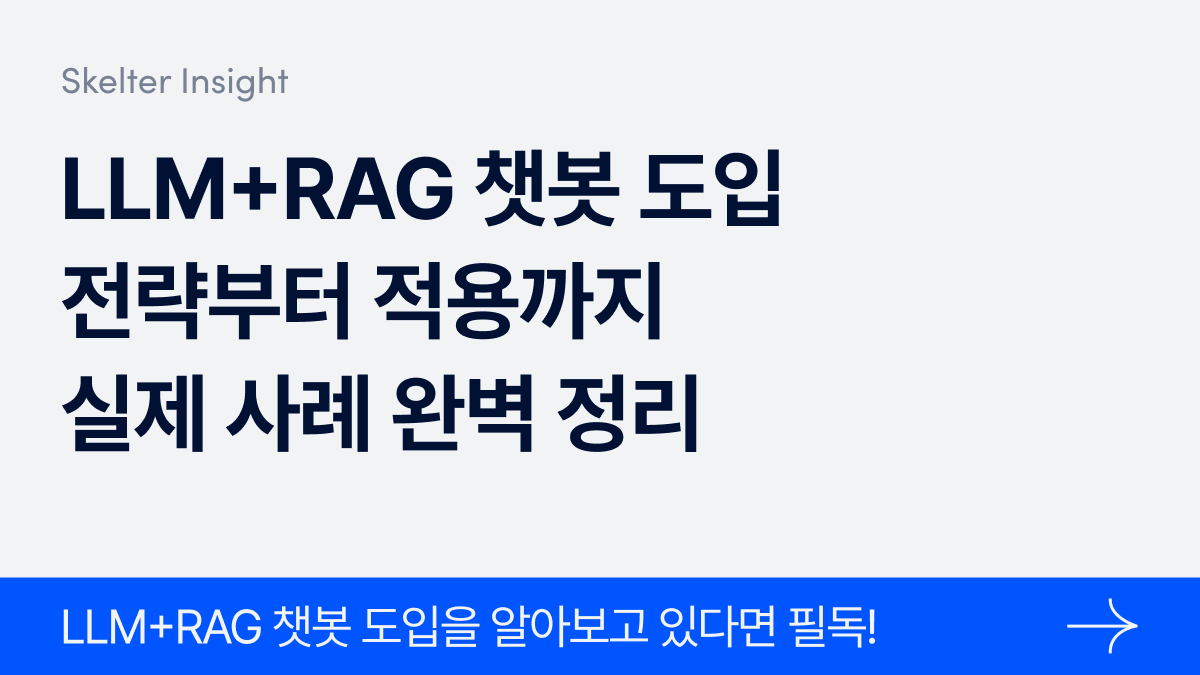 Skelter Insight
LLM+RAG 챗봇 도입
전략부터 적용까지
실제 사례 완벽 정리
LLM+RAG 챗봇 도입을 알아보고 있다면 필독!